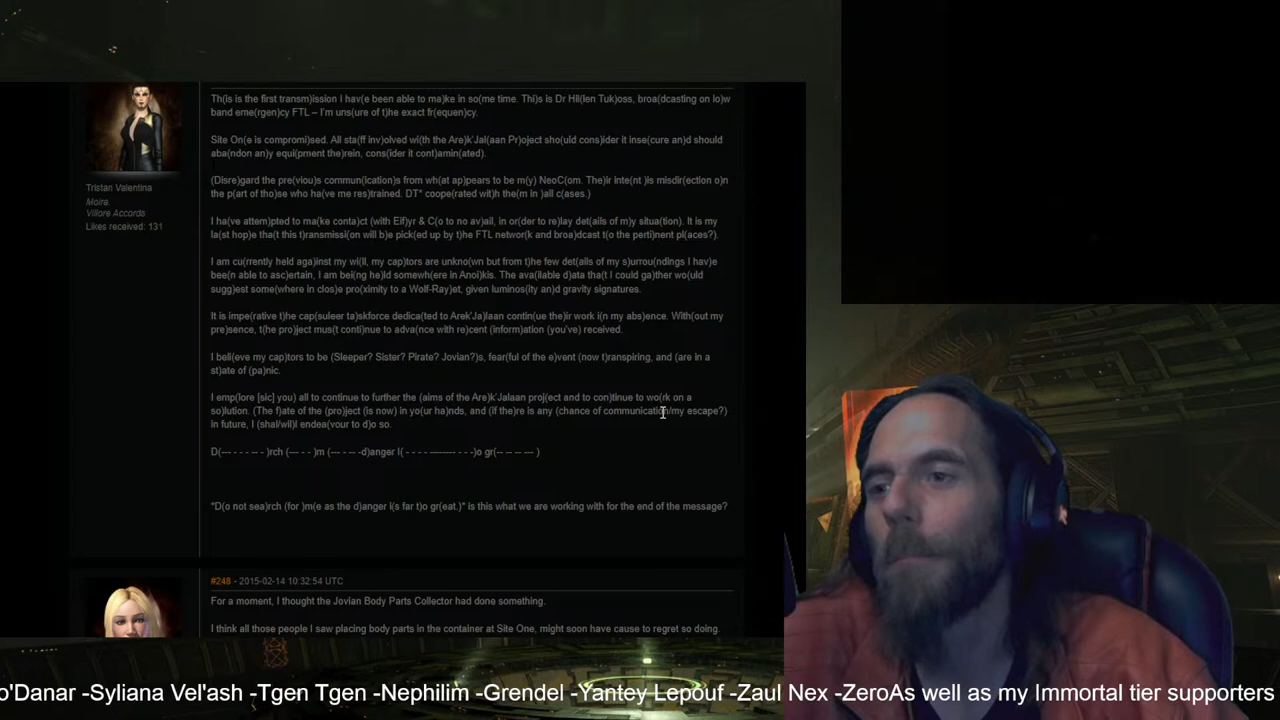 Th(is is the first transm)ission I hav(e been able to ma)ke in so(me time. Thi)s is Dr Hil(len Tuk)oss, broa(dcasting on lo)w
band eme(rgen)cy FTL – I'm uns(ure of t)he exact fr(equen)cy.
Site On(e is compromi)sed. All sta(ff inv)olved wi(th the Are)k'Jal(aan Pr)oject sho(uld cons)ider it inse(cure an)d should
aba(ndon an)y equi(pment the)rein, cons(ider it cont)amin(ated).
(Disre)gard the pre(viou)s commun(ication)s from wh(at ap)pears to be m(y) NeoC(om. The)ir inte(nt )is misdir(ection o)n
the p(art of tho)se who ha(ve me res)trained. DT* coope(rated wit)h the(m in )all c(ases.)
Tristan Valentina
Moira.
Villore Accords
Likes received: 131
I ha(ve attem)pted to ma(ke conta)ct (with Eif)yr & C(o to no av)ail, in or(der to re)lay det(ails of m)y situa(tion). It is my
la(st hop)e tha(t this t)ransmissi(on will b)e pick(ed up by t)he FTL networ(k and broa)dcast t(o the perti)nent pl(aces?).
I am cu(rrently held aga)inst my wi(ll, my cap)tors are unkno(wn but from t)he few det(ails of my s)urrou(ndings I hav)e
bee(n able to asc)ertain, I am bei(ng he)ld somewh(ere in Anoi)kis. The ava(ilable d)ata tha(t I could ga)ther wo(uld
sugg)est some(where in clos)e pro(ximity to a Wolf-Ray)et, given luminos(ity an)d gravity signatures.
It is impe(rative t)he cap(suleer ta)skforce dedica(ted to Arek'Ja)laan contin(ue the)ir work i(n my abs)ence. With(out my
pre)sence, t(he pro)ject mus(t conti)nue to adva(nce with re)cent (inform)ation (you've) received.
I beli(eve my cap)tors to be (Sleeper? Sister? Pirate? Jovian?)s, fear(ful of the e)vent (now t)ranspiring, and (are in a
st)ate of (pa)nic.
I emp(lore [sic] you) all to continue to further the (aims of the Are)k'Jalaan proj(ect and to con)tinue to wo(rk on a
so)lution. (The f)ate of the (pro)ject (is now) in yo(ur ha)nds, and (if the)re is any (chance of communication/my escape?)
in future, I (shal/wil)l endea(vour to d)o so.
D(--- - - - -- - )rch (--- - - )m (--- - -- -d)anger I( - - - - -------- - - -)o gr(-- -- -- --- )
*D(o not sea)rch (for )m(e as the d)anger i(s far t)o gr(eat.)* is this what we are working with for the end of the message?
#248 - 2015-02-14 10:32:54 UTC
For a moment, I thought the Jovian Body Parts Collector had done something.
I think all those people I saw placing body parts in the container at Site One, might soon have cause to regret so doing.
o'Danar -Syliana Vel'ash -Tgen Tgen -Nephilim -Grendel -Yantey Lepouf -Zaul Nex -ZeroAs well as my Immortal tier supporters